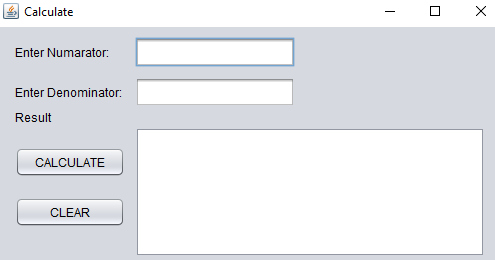 Calculate
Enter Numarator:
Enter Denominator:
Result
CALCULATE
CLEAR